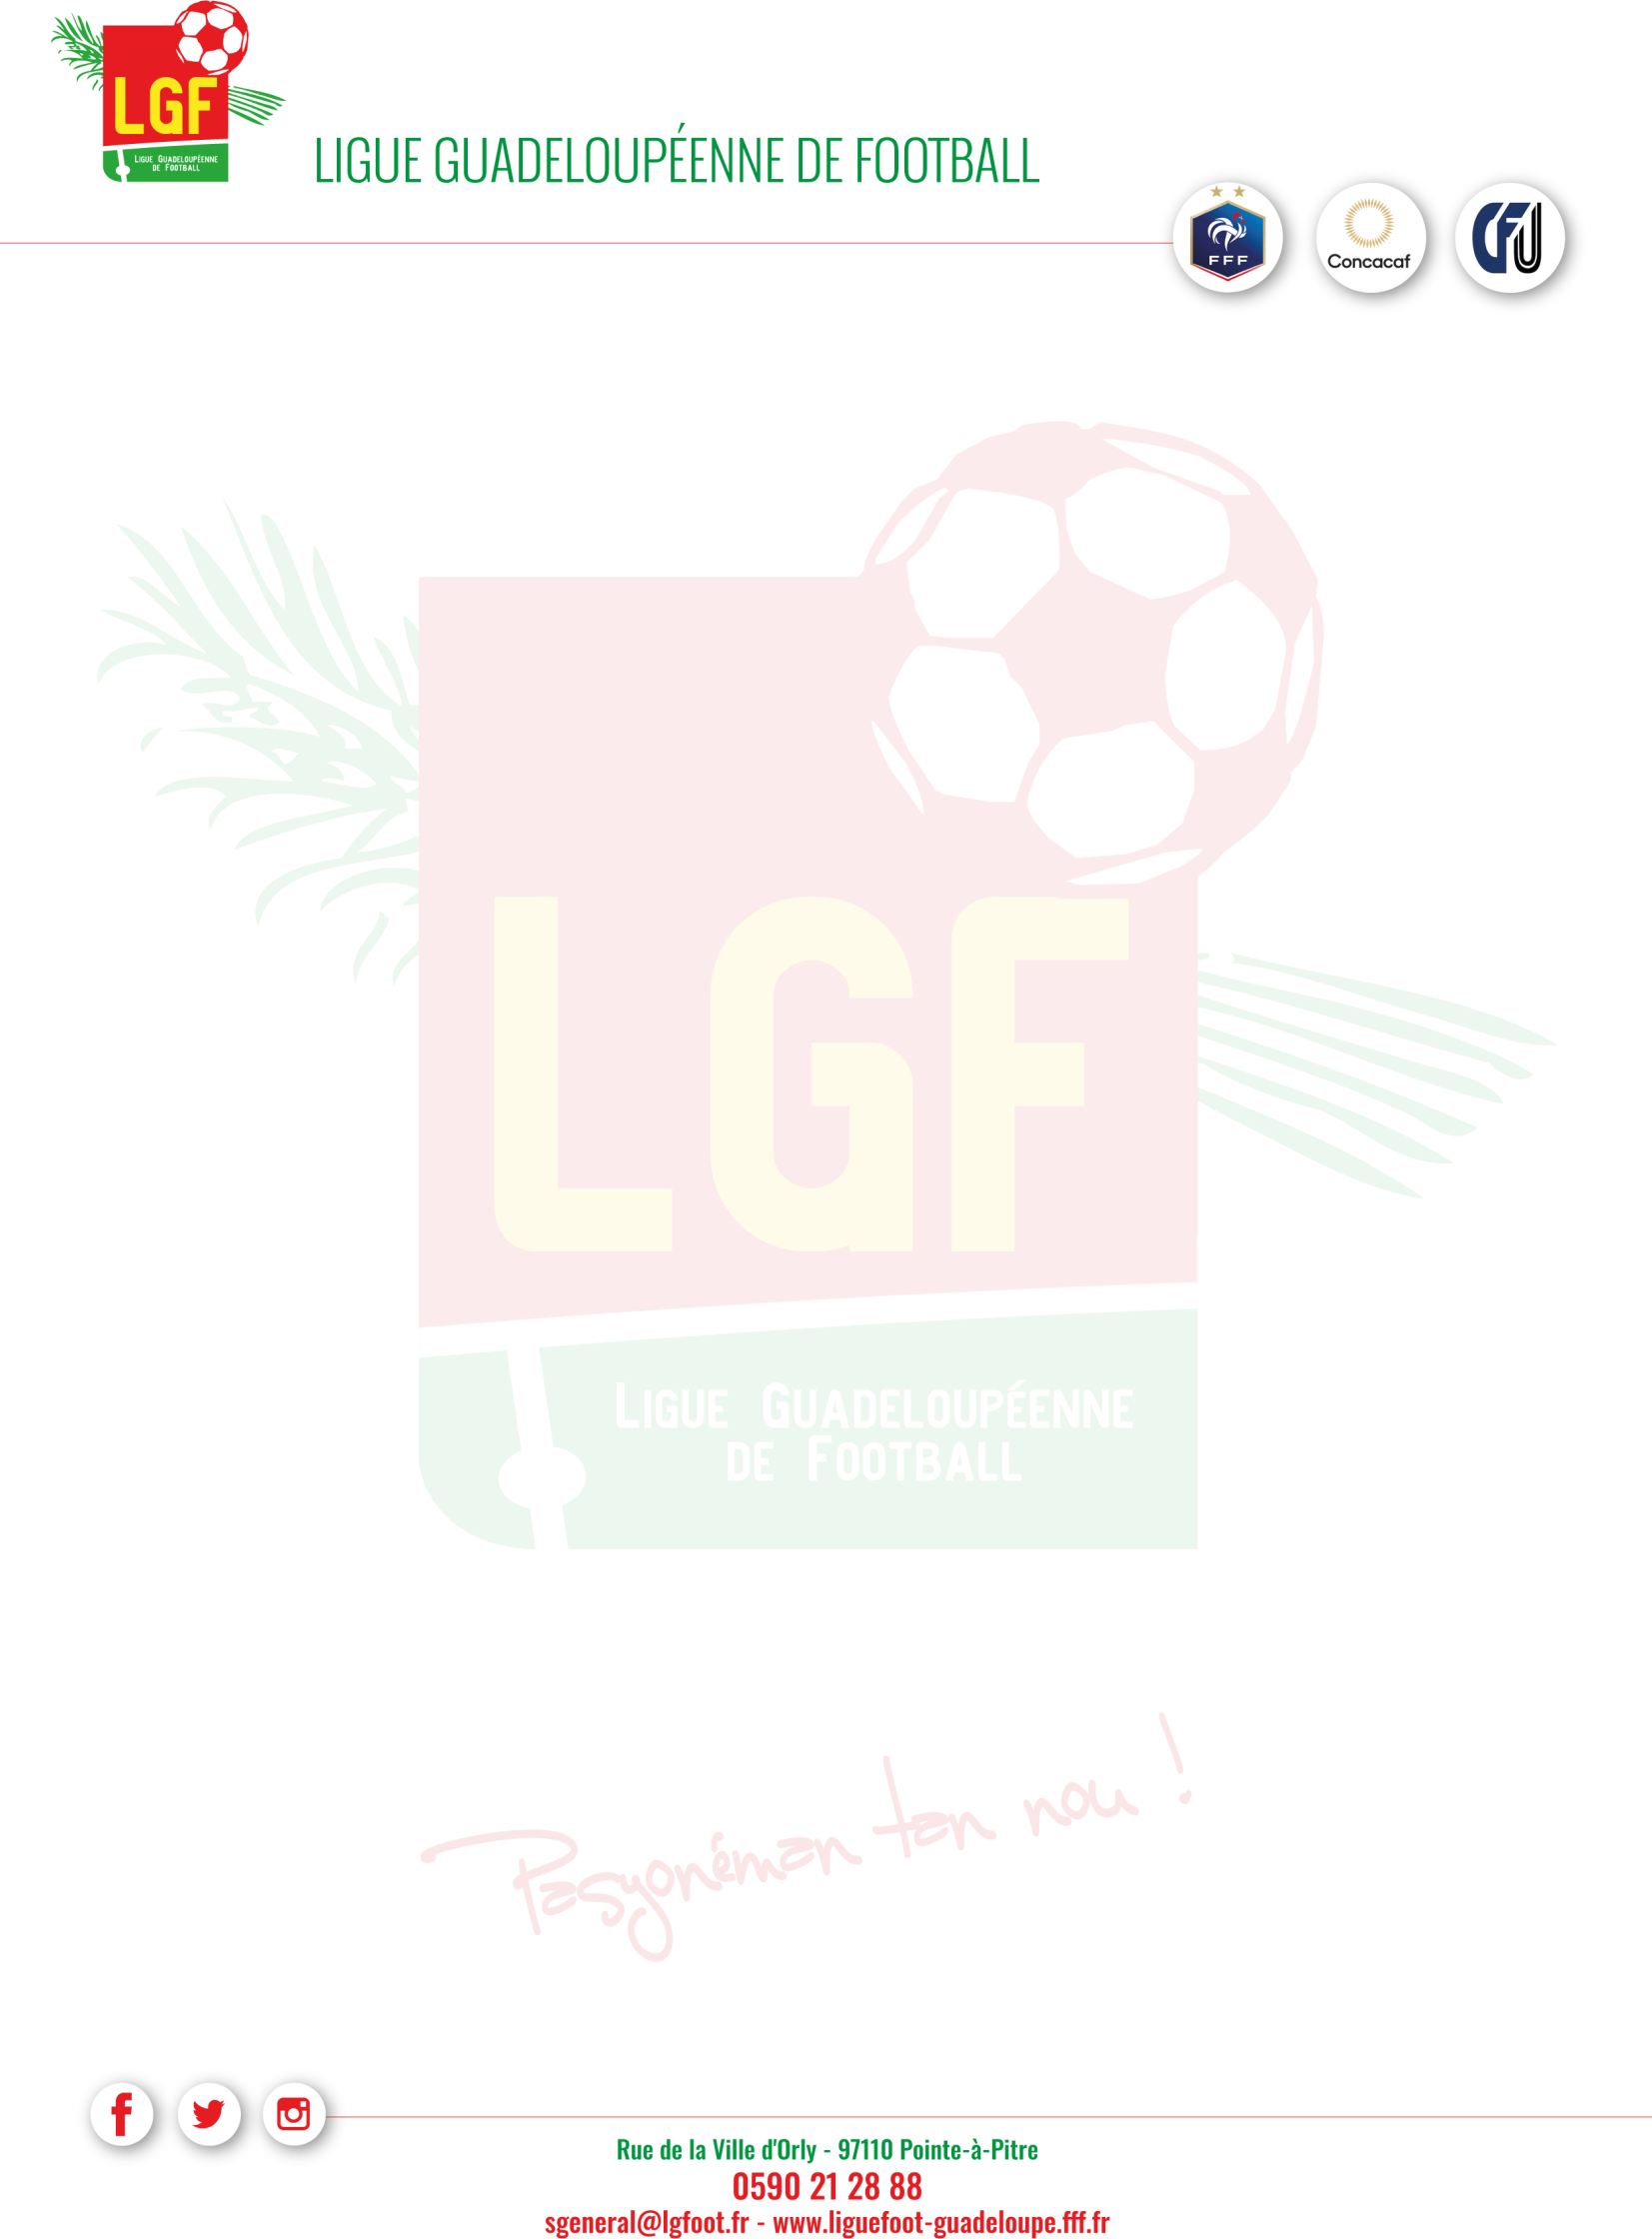 LGF
LIGUE GUADELOUPÉENNE
DE FOOTBALL
LIGUE GUADELOUPÉENNE DE FOOTBALL
FFF
Concacaf
CFU
LGF
LIGUE GUADELOUPÉENNE
DE FOOTBALL
Pasyonéman tan nou !
Rue de la Ville d'Orly - 97110 Pointe-à-Pitre
0590 21 28 88
sgeneral@lgfoot.fr - www.liguefoot-guadeloupe.fff.fr